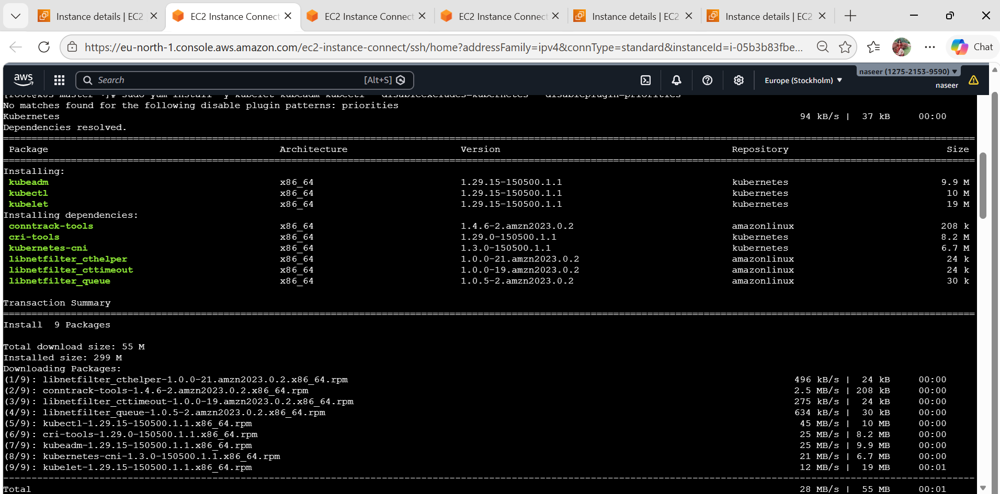 Instance details | EC2
EC2 Instance Connect
EC2 Instance Connect
EC2 Instance Connect
Instance details | EC2
Instance details | EC2
https://eu-north-1.console.aws.amazon.com/ec2-instance-connect/ssh/home?addressFamily=ipv4&connType=standard&instanceId=i-05b3b83fbe...
Chat
aws
Search
[Alt+S]
Europe (Stockholm)
naseer (1275-2153-9590)
naseer
[root@k8s-master ~]# sudo yum install -y kubelet kubeadm kubectl --disableexcludes=kubernetes --disableplugin=priorities
No matches found for the following disable plugin patterns: priorities
Kubernetes 94 kB/s | 37 kB 00:00
Dependencies resolved.
Package Architecture Version Repository Size
Installing:
kubeadm x86_64 1.29.15-150500.1.1 kubernetes 9.9 M
kubectl x86_64 1.29.15-150500.1.1 kubernetes 10 M
kubelet x86_64 1.29.15-150500.1.1 kubernetes 19 M
Installing dependencies:
conntrack-tools x86_64 1.4.6-2.amzn2023.0.2 amazonlinux 208 k
cri-tools x86_64 1.29.0-150500.1.1 kubernetes 8.2 M
kubernetes-cni x86_64 1.3.0-150500.1.1 kubernetes 6.7 M
libnetfilter_cthelper x86_64 1.0.0-21.amzn2023.0.2 amazonlinux 24 k
libnetfilter_cttimeout x86_64 1.0.0-19.amzn2023.0.2 amazonlinux 24 k
libnetfilter_queue x86_64 1.0.5-2.amzn2023.0.2 amazonlinux 30 k
Transaction Summary
Install 9 Packages
Total download size: 55 M
Installed size: 299 M
Downloading Packages:
(1/9): libnetfilter_cthelper-1.0.0-21.amzn2023.0.2.x86_64.rpm 496 kB/s | 24 kB 00:00
(2/9): conntrack-tools-1.4.6-2.amzn2023.0.2.x86_64.rpm 2.5 MB/s | 208 kB 00:00
(3/9): libnetfilter_cttimeout-1.0.0-19.amzn2023.0.2.x86_64.rpm 275 kB/s | 24 kB 00:00
(4/9): libnetfilter_queue-1.0.5-2.amzn2023.0.2.x86_64.rpm 634 kB/s | 30 kB 00:00
(5/9): kubectl-1.29.15-150500.1.1.x86_64.rpm 45 MB/s | 10 MB 00:00
(6/9): cri-tools-1.29.0-150500.1.1.x86_64.rpm 25 MB/s | 8.2 MB 00:00
(7/9): kubeadm-1.29.15-150500.1.1.x86_64.rpm 25 MB/s | 9.9 MB 00:00
(8/9): kubernetes-cni-1.3.0-150500.1.1.x86_64.rpm 21 MB/s | 6.7 MB 00:00
(9/9): kubelet-1.29.15-150500.1.1.x86_64.rpm 12 MB/s | 19 MB 00:01
Total 28 MB/s | 55 MB 00:01